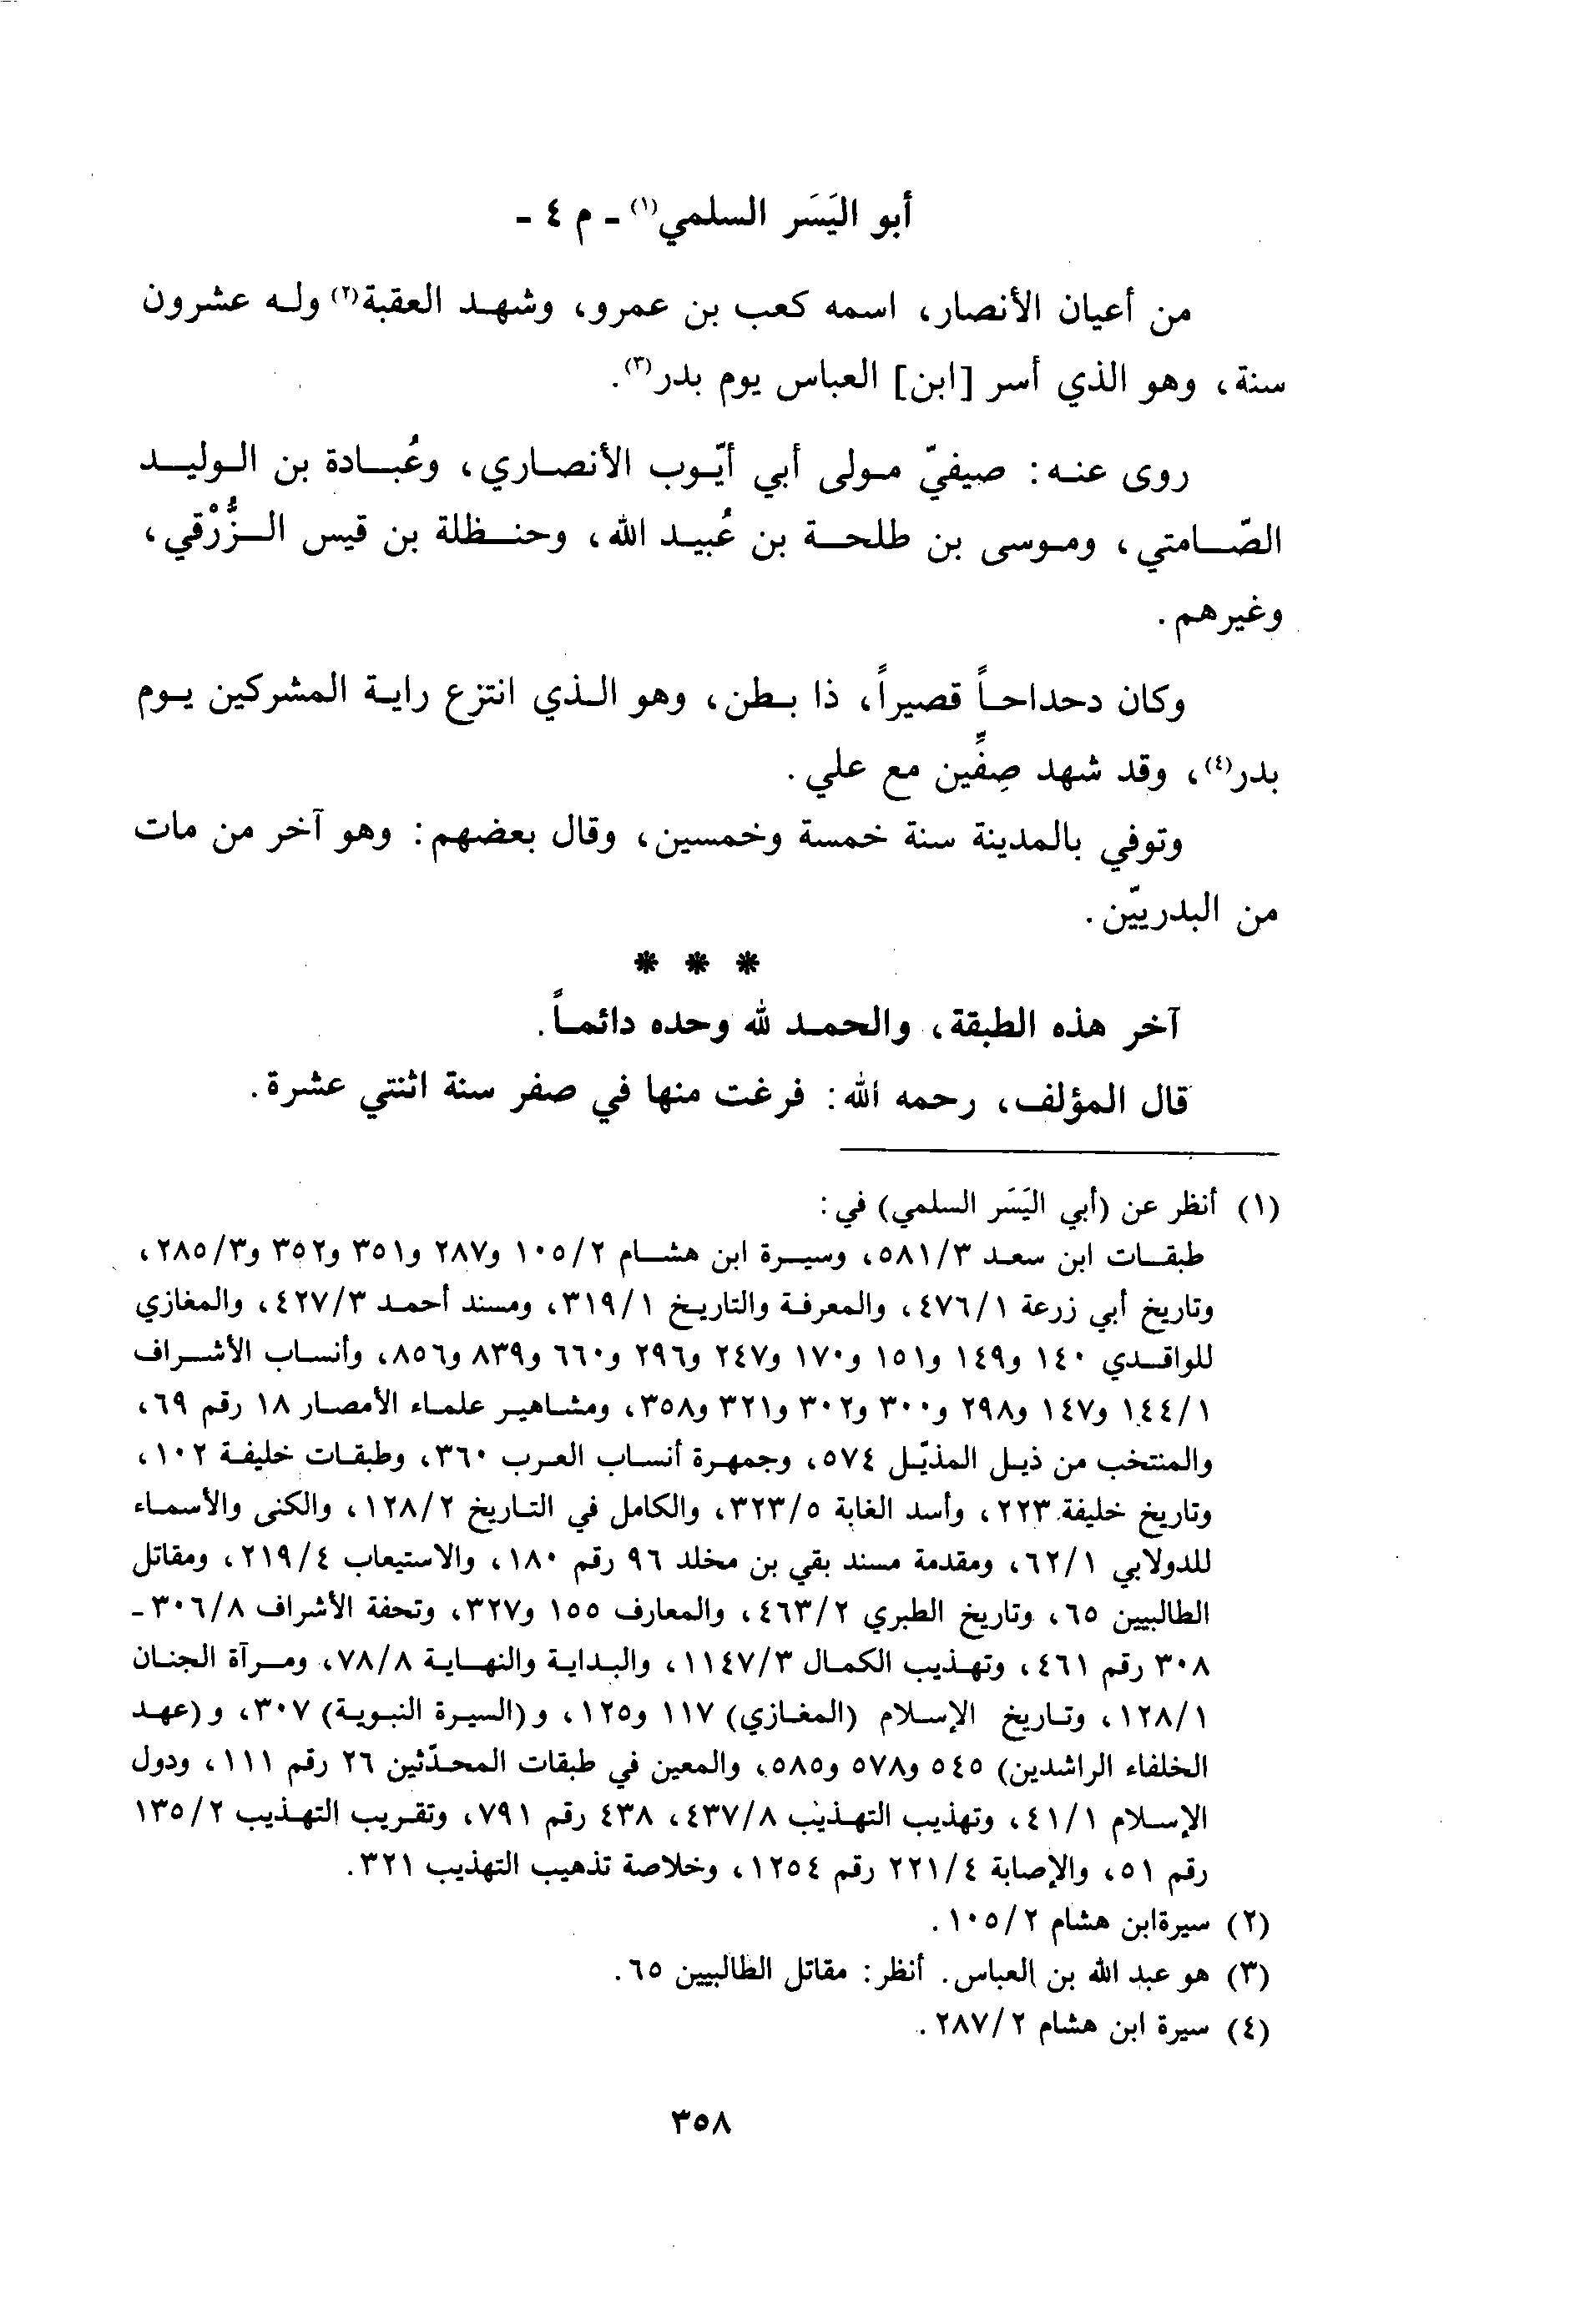 أبو اليَسَر السلمي(١) - م ٤ -
من أعيان الأنصار، اسمه كعب بن عمرو، وشهد العقبة(٢) وله عشرون
سنة، وهو الذي أسر [ابن] العباس يوم بدر(٣).
روى عنه: صيفيّ مولى أبي أيّوب الأنصاري، وعُبادة بن الوليد
الصّامتي، وموسى بن طلحة بن عُبيد الله، وحنظلة بن قيس الزُّرْقي،
وغيرهم.
وكان دحداحاً قصيراً، ذا بطن، وهو الذي انتزع راية المشركين يوم
بدر(٤)، وقد شهد صِفِّين مع علي.
وتوفي بالمدينة سنة خمسة وخمسين، وقال بعضهم: وهو آخر من مات
من البدريّين.
* * *
آخر هذه الطبقة، والحمد لله وحده دائماً.
قال المؤلف، رحمه الله: فرغت منها في صفر سنة اثنتي عشرة.
(١) أنظر عن (أبي اليَسَر السلمي) في:
طبقات ابن سعد ٥٨١/٣، وسيرة ابن هشام ١٠٥/٢ و٢٨٧ و٣٥١ و٣٥٢ و٢٨٥/٣،
وتاريخ أبي زرعة ٤٧٦/١، والمعرفة والتاريخ ٣١٩/١، ومسند أحمد ٤٢٧/٣، والمغازي
للواقدي ١٤٠ و١٤٩ و١٥١ و١٧٠ و٢٤٧ و٢٩٦ و٦٦٠ و٨٣٩ و٨٥٦، وأنساب الأشراف
١٤٤/١ و١٤٧ و٢٩٨ و٣٠٠ و٣٠٢ و٣٢١ و٣٥٨، ومشاهير علماء الأمصار ١٨ رقم ٦٩،
والمنتخب من ذيل المذيّل ٥٧٤، وجمهرة أنساب العرب ٣٦٠، وطبقات خليفة ١٠٢،
وتاريخ خليفة ٢٢٣، وأسد الغابة ٣٢٣/٥، والكامل في التاريخ ١٢٨/٢، والكنى والأسماء
للدولابي ٦٢/١، ومقدمة مسند بقي بن مخلد ٩٦ رقم ١٨٠، والاستيعاب ٢١٩/٤، ومقاتل
الطالبيين ٦٥، وتاريخ الطبري ٤٦٣/٢، والمعارف ١٥٥ و٣٢٧، وتحفة الأشراف ٣٠٦/٨ -
٣٠٨ رقم ٤٦١، وتهذيب الكمال ١١٤٧/٣، والبداية والنهاية ٧٨/٨، ومرآة الجنان
١٢٨/١، وتاريخ الإسلام (المغازي) ١١٧ و١٢٥، و(السيرة النبوية) ٣٠٧، و(عهد
الخلفاء الراشدين) ٥٤٥ و٥٧٨ و٥٨٥، والمعين في طبقات المحدّثين ٢٦ رقم ١١١، ودول
الإسلام ٤١/١، وتهذيب التهذيب ٤٣٧/٨، ٤٣٨ رقم ٧٩١، وتقريب التهذيب ١٣٥/٢
رقم ٥١، والإصابة ٢٢١/٤ رقم ١٢٥٤، وخلاصة تذهيب التهذيب ٣٢١.
(٢) سيرةابن هشام ١٠٥/٢.
(٣) هو عبد الله بن العباس. أنظر: مقاتل الطالبيين ٦٥.
(٤) سيرة ابن هشام ٢٨٧/٢.
٣٥٨